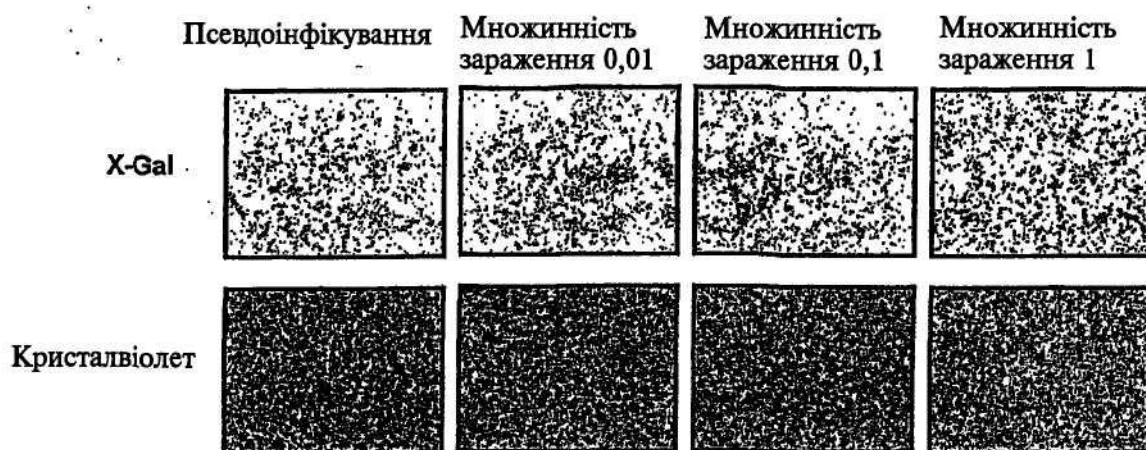 Псевдоінфікування
Множинність
зараження 0,01
Множинність
зараження 0,1
Множинність
зараження 1
X-Gal
Кристалвіолет